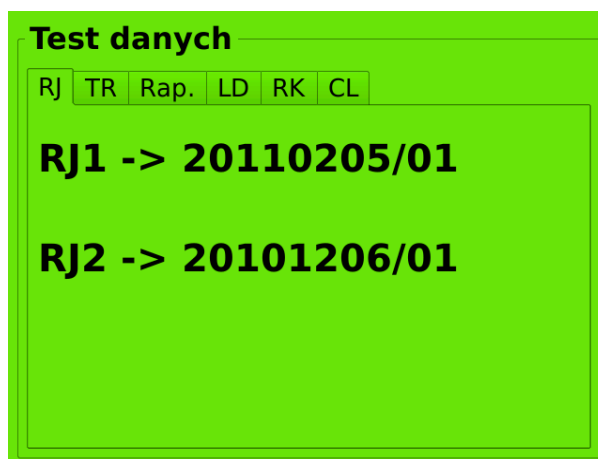 Test danych
RJ TR Rap. LD RK CL
RJ1 -> 20110205/01
RJ2 -> 20101206/01